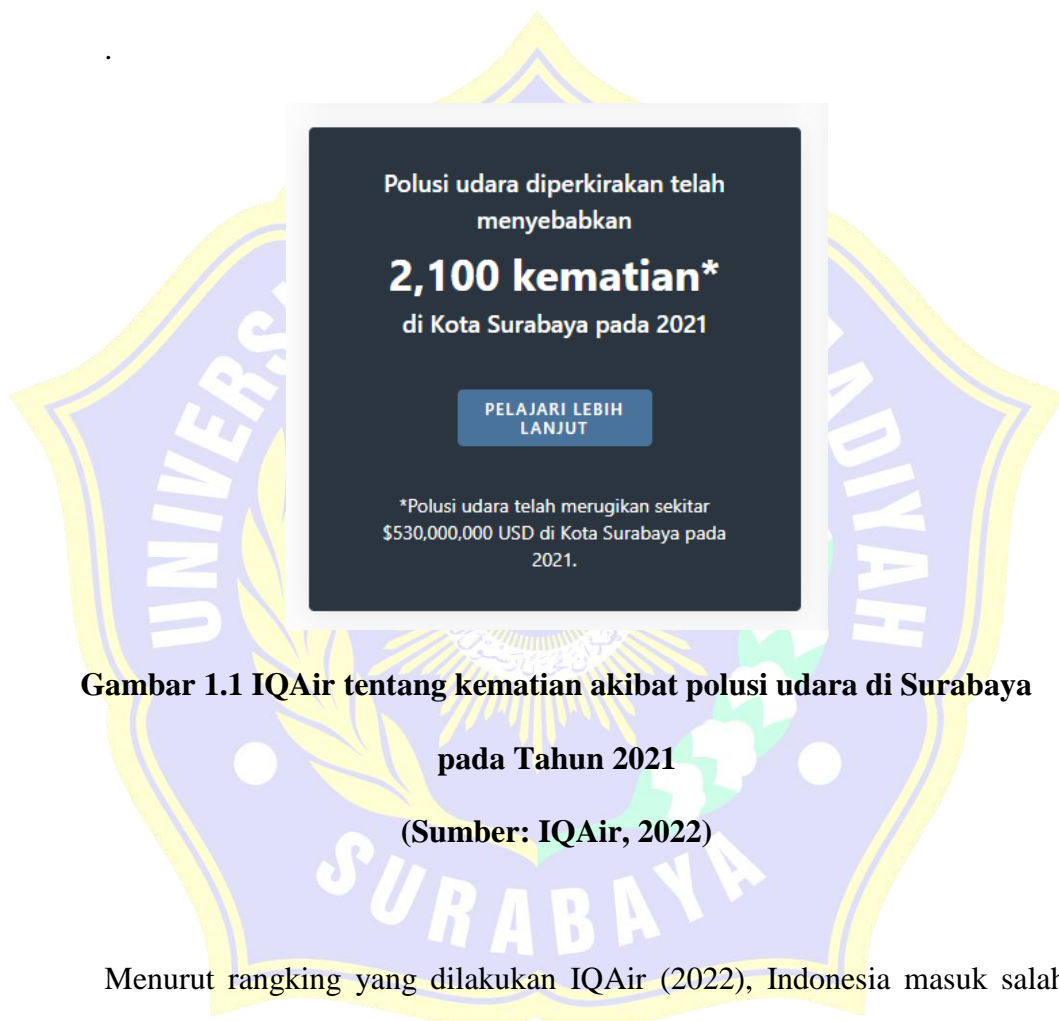 .
Polusi udara diperkirakan telah
menyebabkan
2,100 kematian*
di Kota Surabaya pada 2021
PELAJARI LEBIH
LANJUT
*Polusi udara telah merugikan sekitar
$530,000,000 USD di Kota Surabaya pada
2021.
Gambar 1.1 IQAir tentang kematian akibat polusi udara di Surabaya
pada Tahun 2021
(Sumber: IQAir, 2022)
SURABAYA
Menurut rangking yang dilakukan IQAir (2022), Indonesia masuk salah